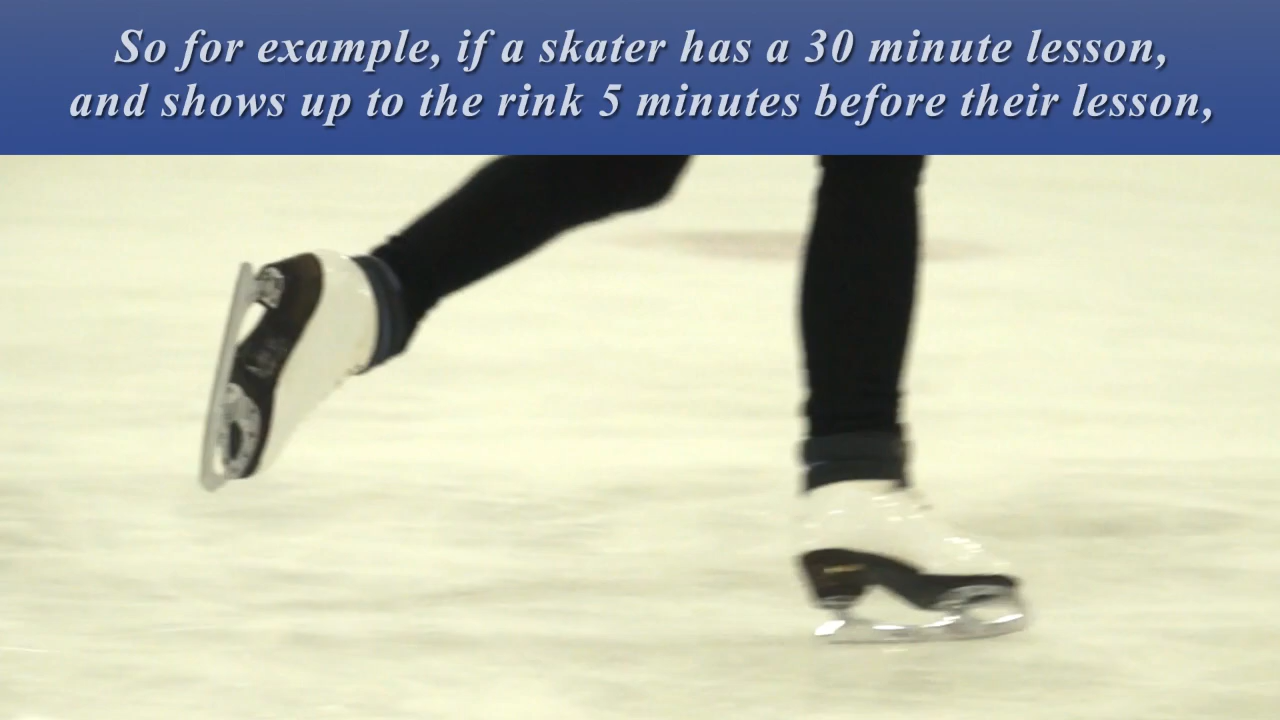 So for example, if a skater has a 30 minute lesson,
and shows up to the rink 5 minutes before their lesson,